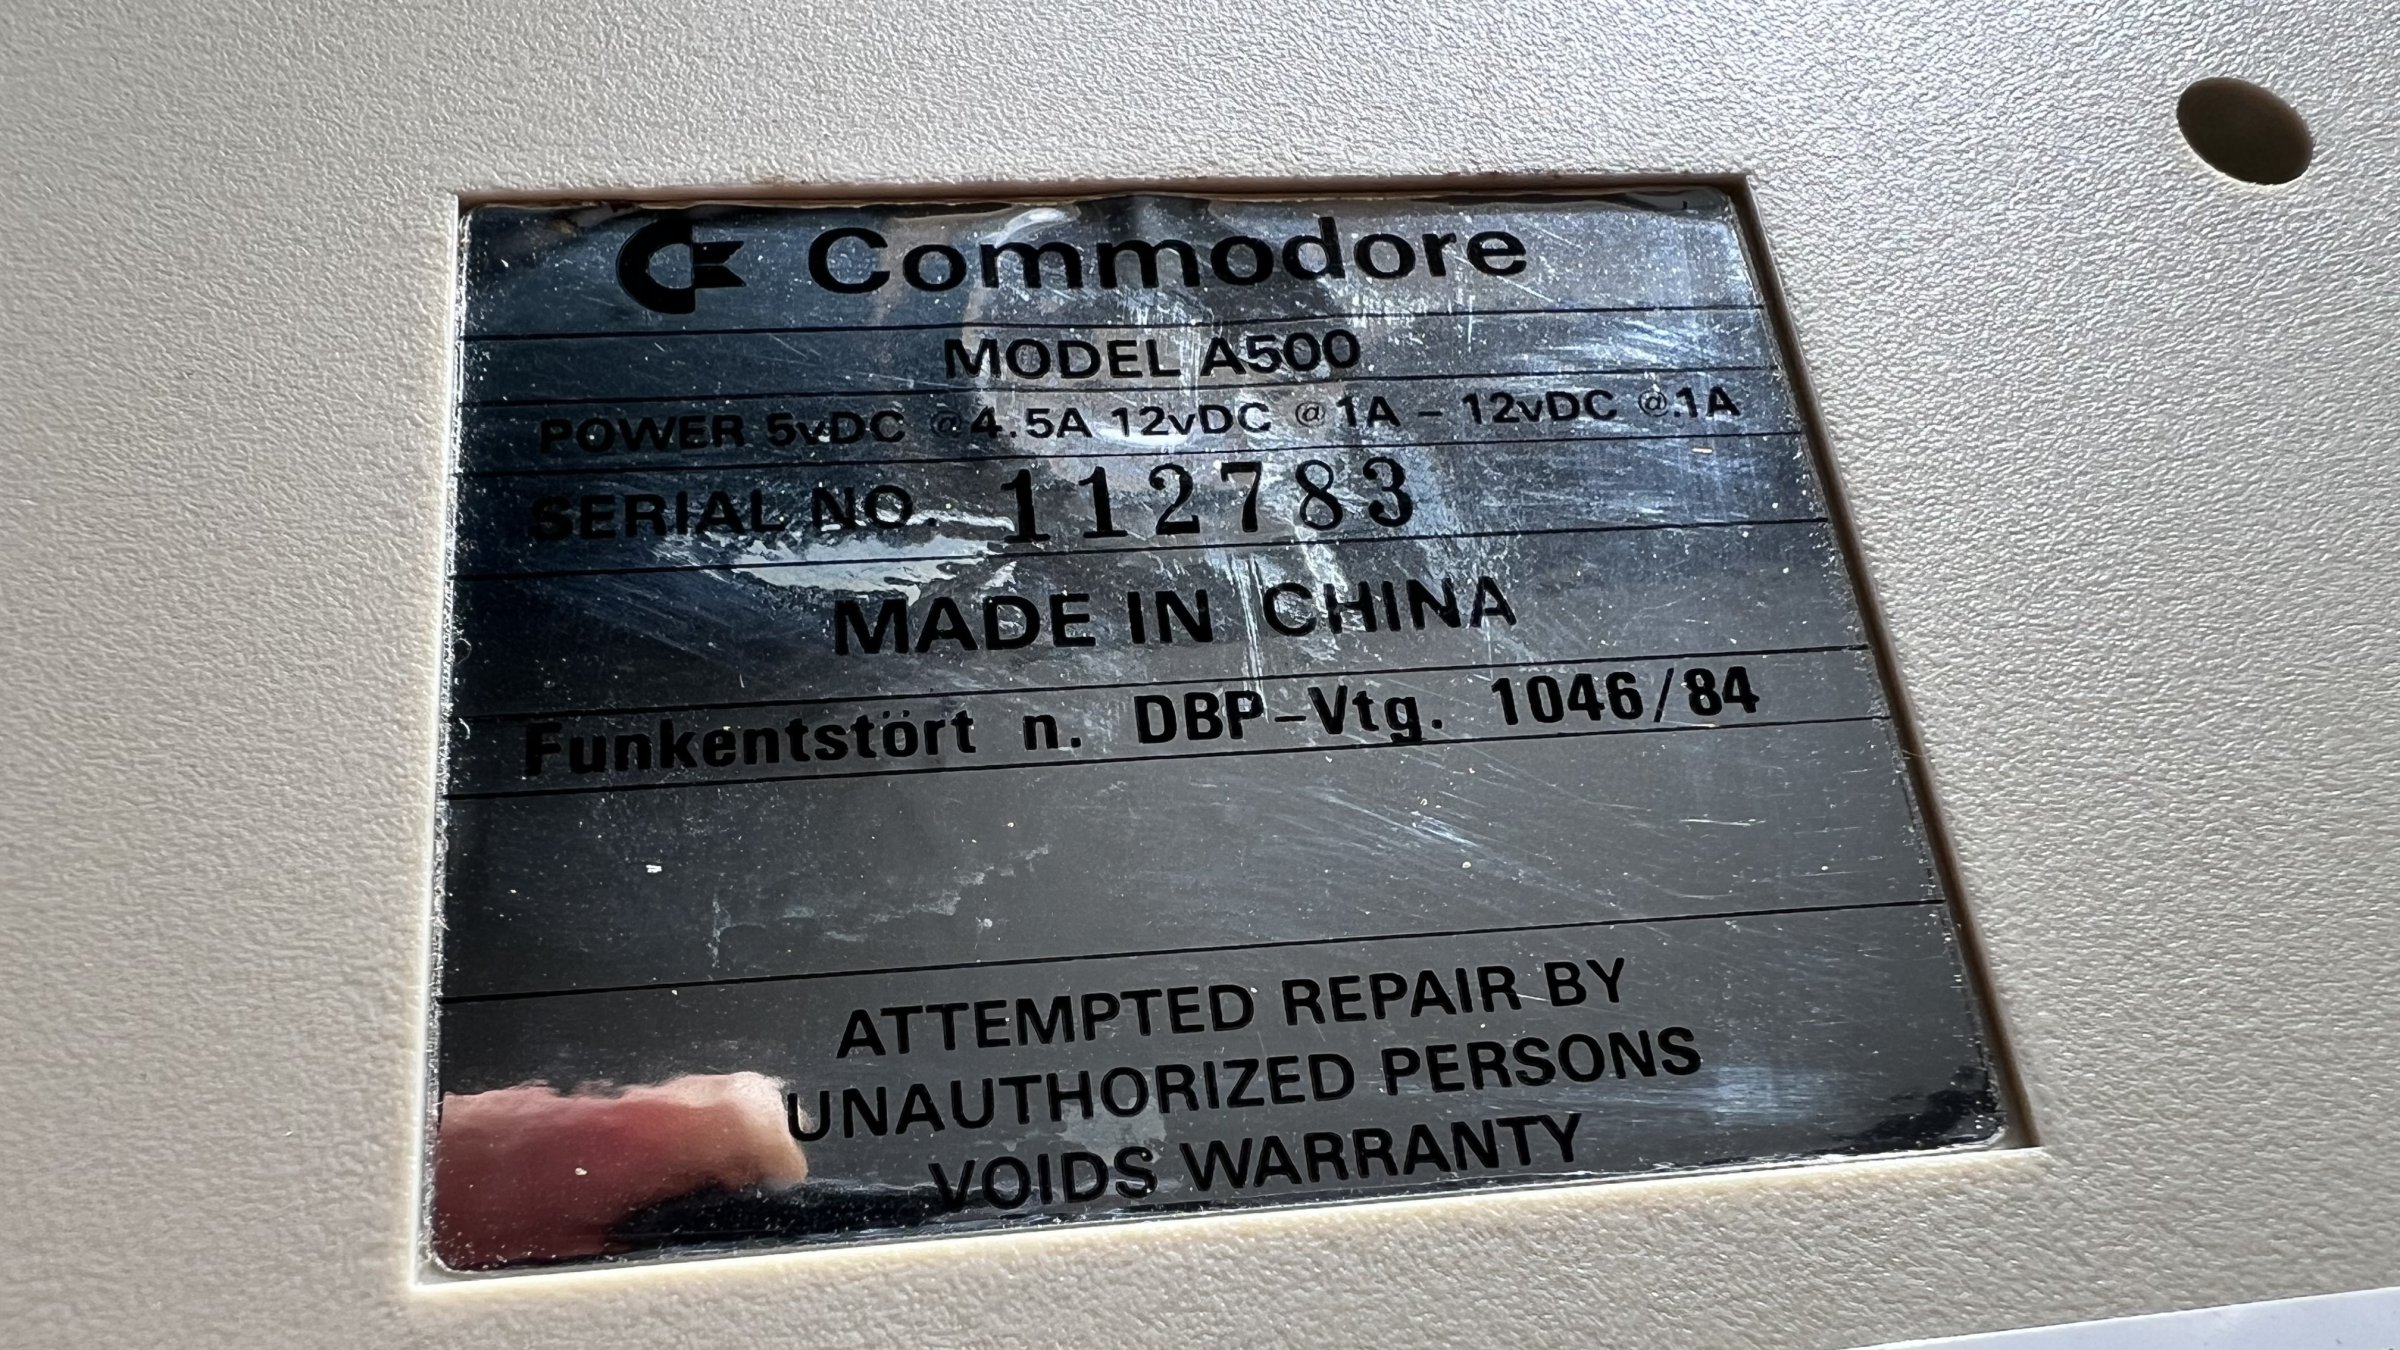 Commodore
MODEL A500
POWER 5vDC @4.5A 12vDC @1A - 12vDC @.1A
SERIAL NO. 112783
MADE IN CHINA
Funkentstört n. DBP-Vtg. 1046/84
ATTEMPTED REPAIR BY
UNAUTHORIZED PERSONS
VOIDS WARRANTY